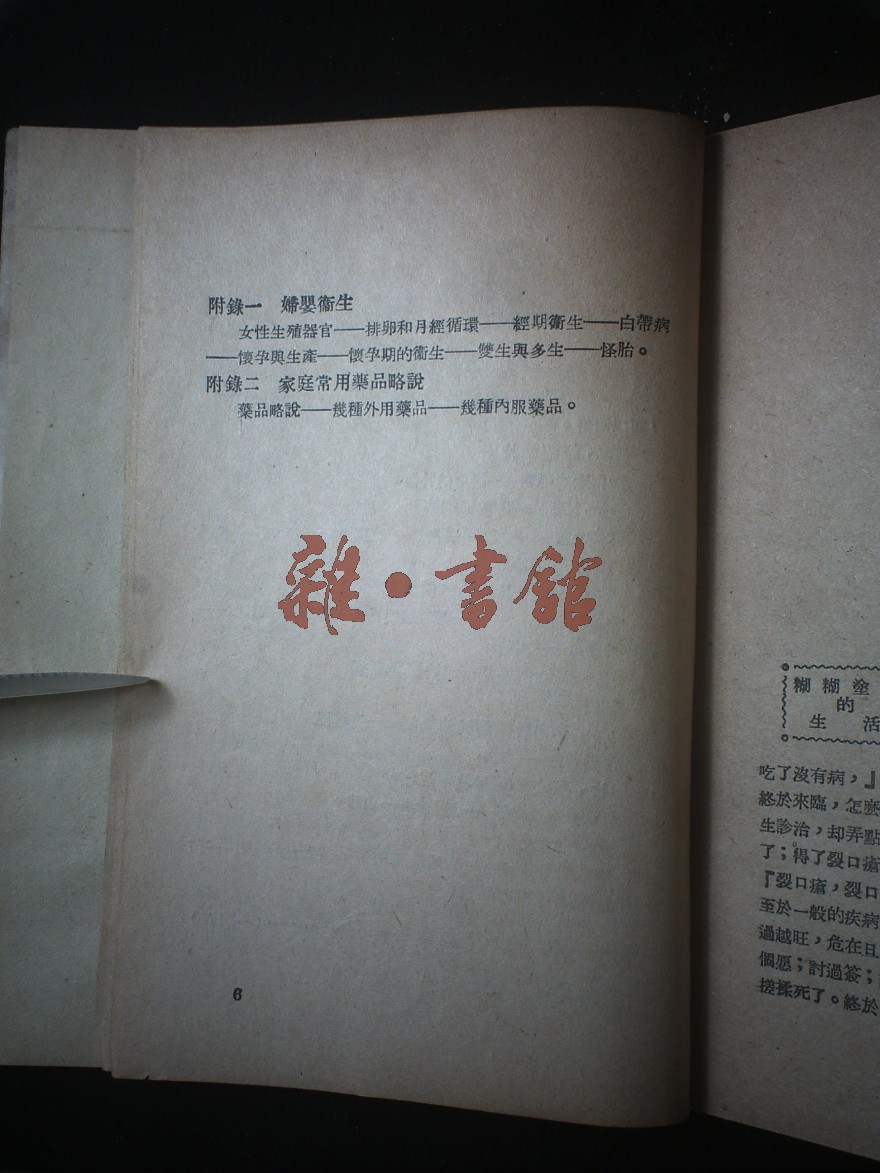 附錄一　婦嬰衞生
女性生殖器官——排卵和月經循環——經期衞生——白帶病
——懷孕與生產——懷孕期的衞生——雙生與多生——怪胎。
附錄二　家庭常用藥品略說
藥品略說——幾種外用藥品——幾種內服藥品。
雜·書館
6
糊糊塗
的
生　活
吃了沒有病，』
終於來臨，怎麼
生診治，却弄點
了；得了裂口瘡
『裂口瘡，裂口
至於一般的疾病
過越旺，危在旦
個愿；討過簽；
搓揉死了。終於